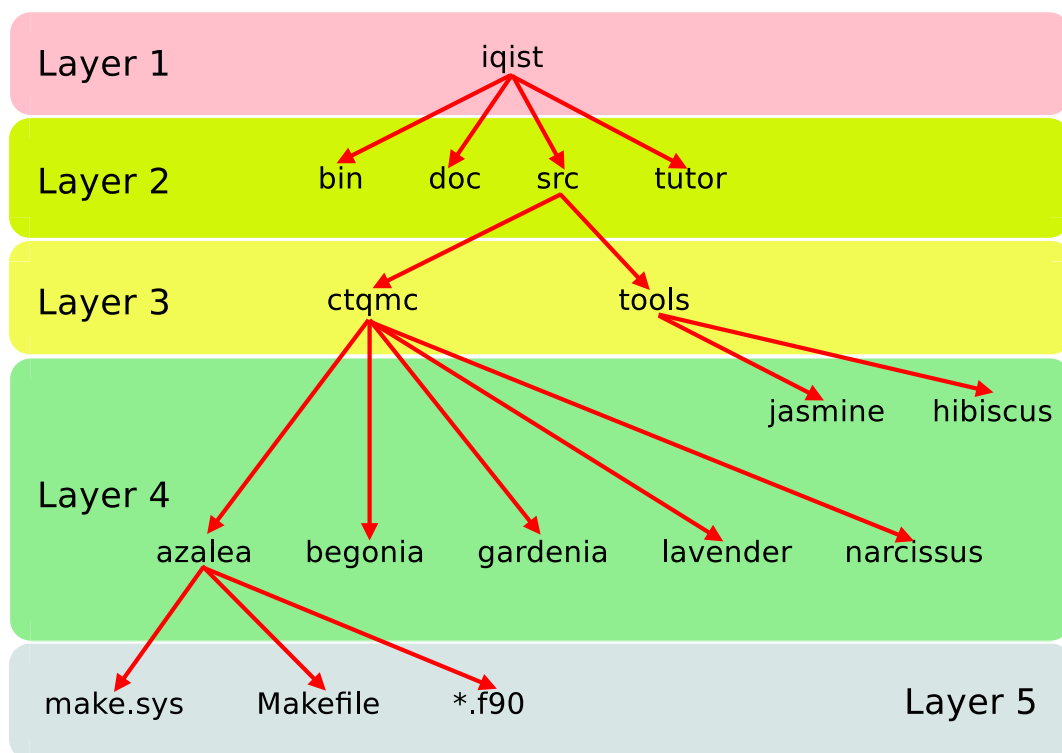 Layer 1
iqist
Layer 2
bin
doc
src
tutor
Layer 3
ctqmc
tools
jasmine
hibiscus
Layer 4
azalea
begonia
gardenia
lavender
narcissus
make.sys
Makefile
*.f90
Layer 5